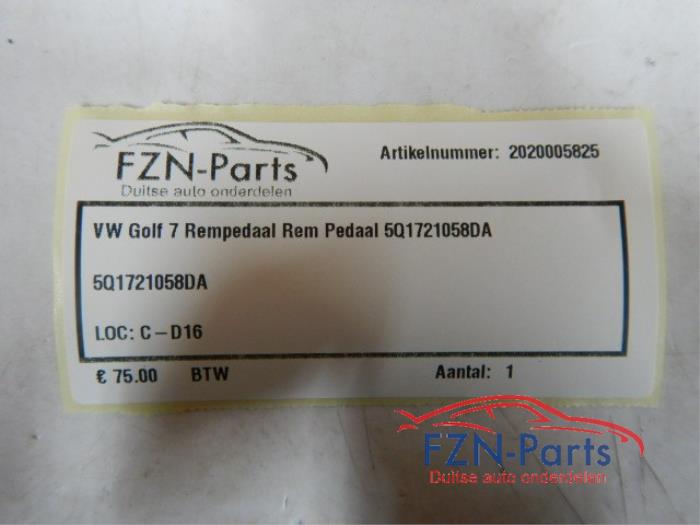 FZN-Parts
Duitse auto onderdelen
Artikelnummer: 2020005825
VW Golf 7 Rempedaal Rem Pedaal 5Q1721058DA
5Q1721058DA
LOC: C-D16
€ 75.00 BTW Aantal: 1
FZN-Parts
Duitse auto onderdelen